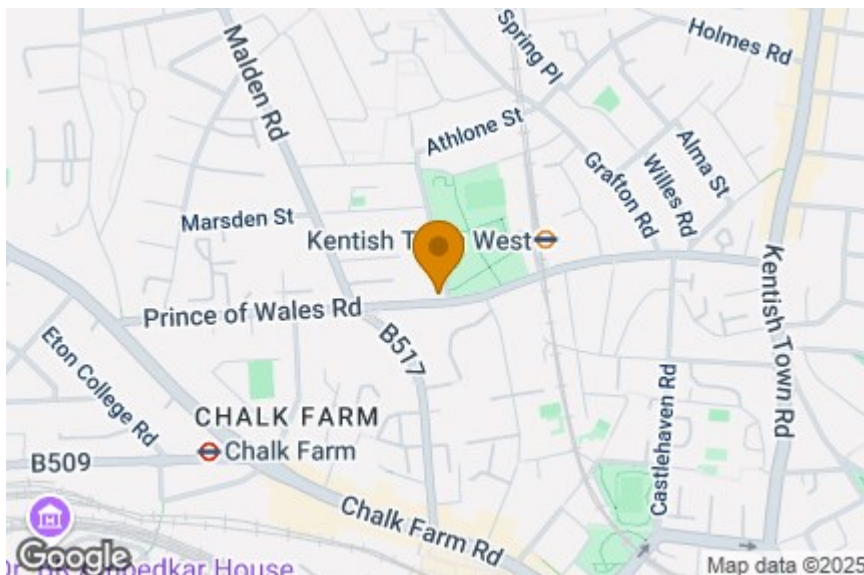 Malden Rd
Spring Pl
Holmes Rd
Athlone St
Alma St
Willes Rd
Grafton Rd
Marsden St
Kentish T West
Kentish Town Rd
Prince of Wales Rd
B517
Eton College Rd
CHALK FARM
Chalk Farm
B509
Castlehaven Rd
Chalk Farm Rd
Google
House
Map data ©2025